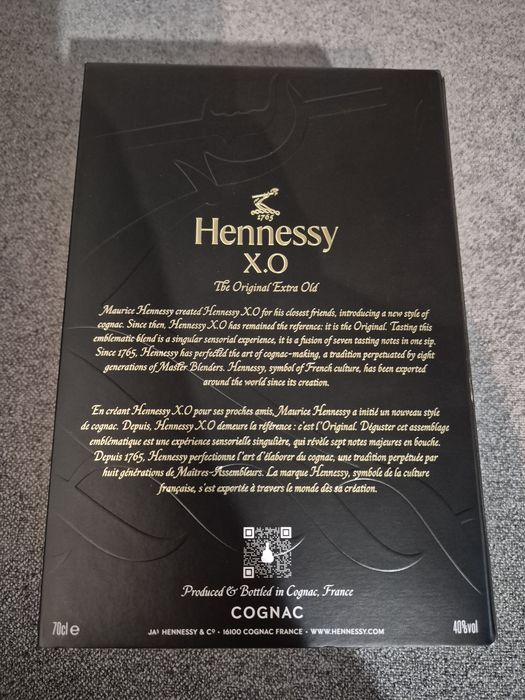 1765
Hennessy
X.O
The Original Extra Old
Maurice Hennessy created Hennessy X.O for his closest friends, introducing a new style of
cognac. Since then, Hennessy X.O has remained the reference: it is the Original. Tasting this
emblematic blend is a singular sensorial experience, it is a fusion of seven tasting notes in one sip.
Since 1765, Hennessy has perfected the art of cognac-making, a tradition perpetuated by eight
generations of Master Blenders. Hennessy, symbol of French culture, has been exported
around the world since its creation.
En créant Hennessy X.O pour ses proches amis, Maurice Hennessy a initié un nouveau style
de cognac. Depuis, Hennessy X.O demeure la référence : c'est l'Original. Déguster cet assemblage
emblématique est une expérience sensorielle singulière, qui révèle sept notes majeures en bouche.
Depuis 1765, Hennessy perfectionne l'art d'élaborer du cognac, une tradition perpétuée par
huit générations de Maîtres-Assembleurs. La marque Hennessy, symbole de la culture
française, s'est exportée à travers le monde dès sa création.
Produced & Bottled in Cognac, France
COGNAC
70cl e
JAS HENNESSY & Cº • 16100 COGNAC FRANCE • WWW.HENNESSY.COM
40%vol